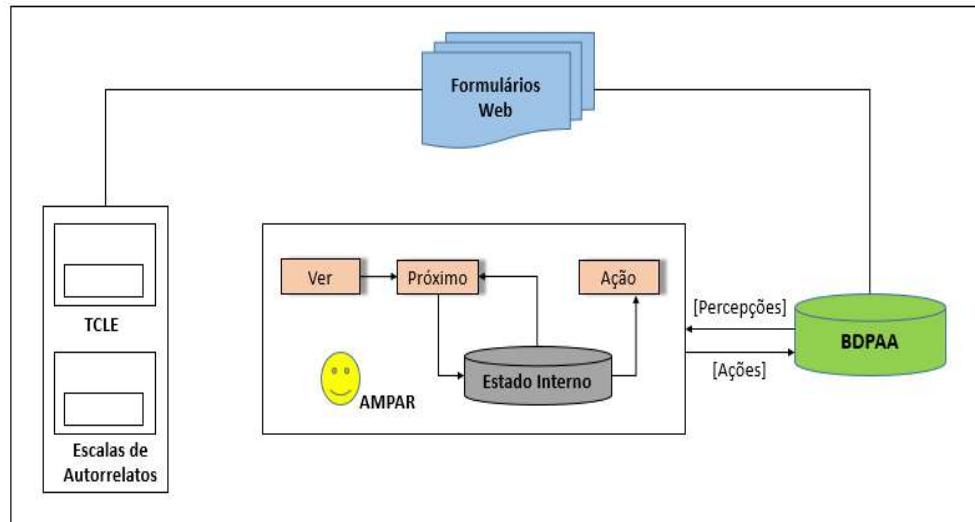 Formulários
Web
TCLE
Escalas de
Autorrelatos
Ver
Próximo
Ação
Estado Interno
AMPAR
[Percepções]
[Ações]
BDPAA